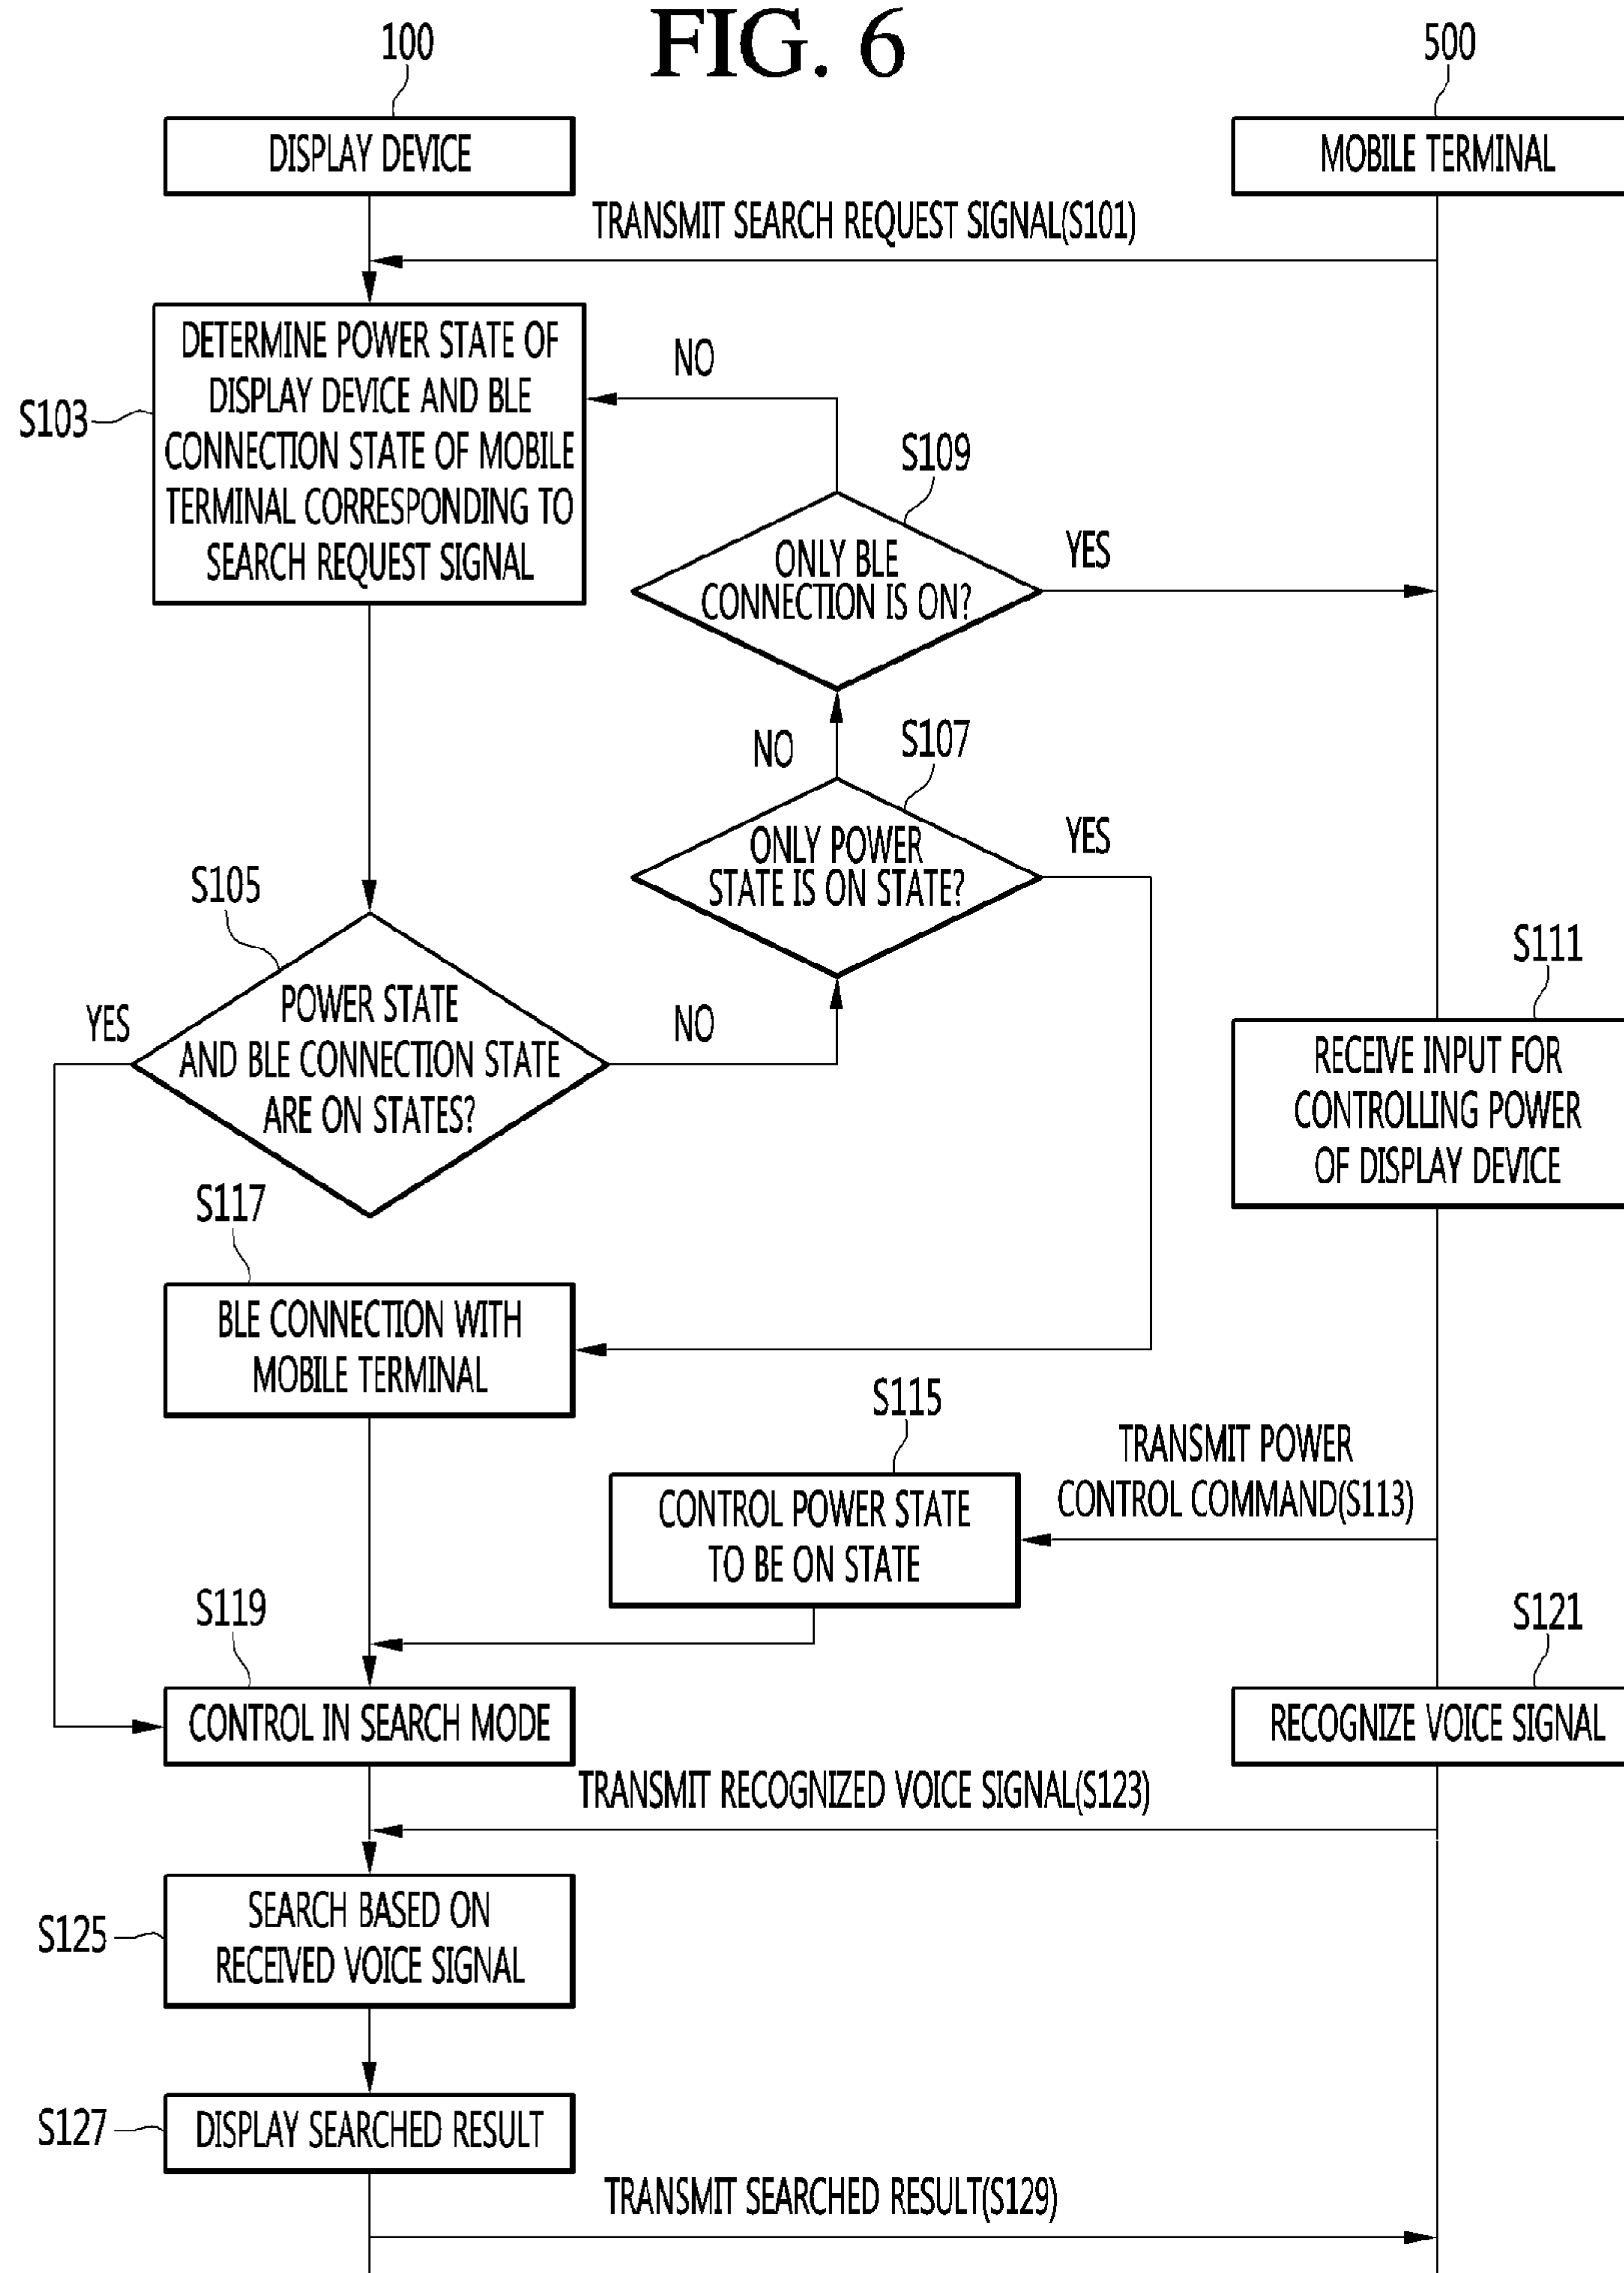 FIG. 6
100
500
DISPLAY DEVICE
MOBILE TERMINAL
TRANSMIT SEARCH REQUEST SIGNAL(S101)
S103
DETERMINE POWER STATE OF
DISPLAY DEVICE AND BLE
CONNECTION STATE OF MOBILE
TERMINAL CORRESPONDING TO
SEARCH REQUEST SIGNAL
NO
S109
ONLY BLE
CONNECTION IS ON?
YES
NO
S107
ONLY POWER
STATE IS ON STATE?
YES
S105
POWER STATE
AND BLE CONNECTION STATE
ARE ON STATES?
YES
NO
S111
RECEIVE INPUT FOR
CONTROLLING POWER
OF DISPLAY DEVICE
S117
BLE CONNECTION WITH
MOBILE TERMINAL
S115
CONTROL POWER STATE
TO BE ON STATE
TRANSMIT POWER
CONTROL COMMAND(S113)
S119
CONTROL IN SEARCH MODE
S121
RECOGNIZE VOICE SIGNAL
TRANSMIT RECOGNIZED VOICE SIGNAL(S123)
S125
SEARCH BASED ON
RECEIVED VOICE SIGNAL
S127
DISPLAY SEARCHED RESULT
TRANSMIT SEARCHED RESULT(S129)